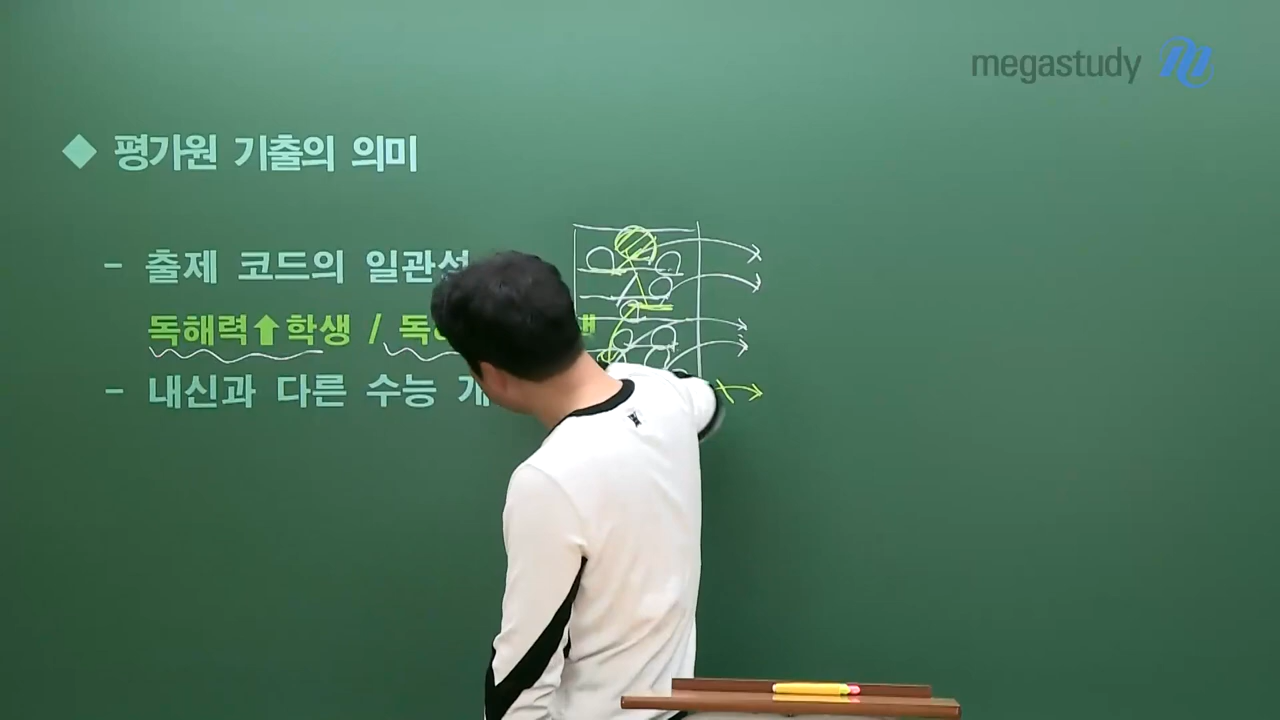 megastudy
◆ 평가원 기출의 의미
- 출제 코드의 일관성
독해력⬆학생 /
- 내신과 다른 수능